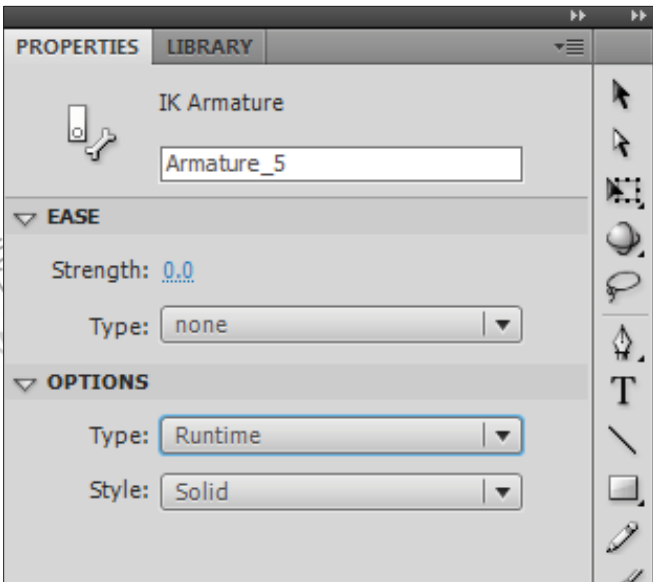 PROPERTIES LIBRARY
IK Armature
Armature_5
EASE
Strength: 0.0
Type: none
OPTIONS
Type: Runtime
Style: Solid
T